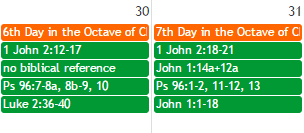 30
6th Day in the Octave of Cl
1 John 2:12-17
no biblical reference
Ps 96:7-8a, 8b-9, 10
Luke 2:36-40
31
7th Day in the Octave of Cl
1 John 2:18-21
John 1:14a+12a
Ps 96:1-2, 11-12, 13
John 1:1-18